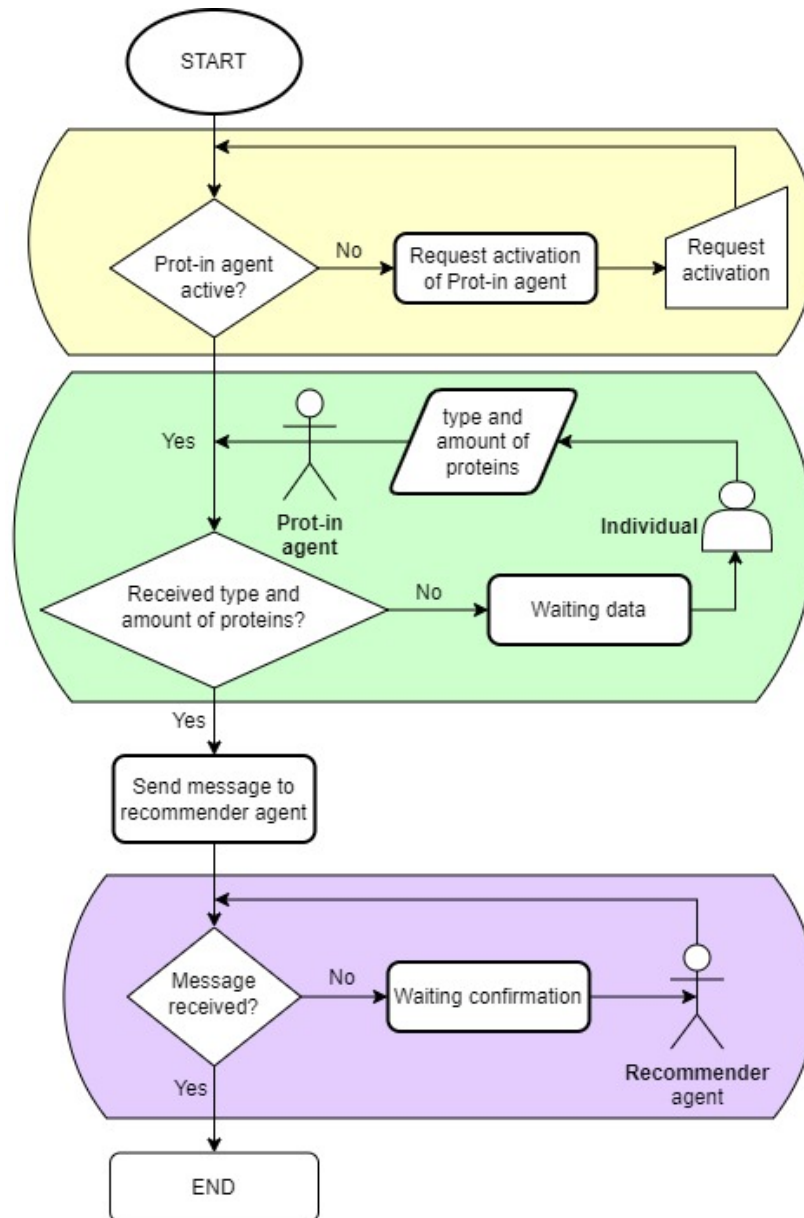 START
Prot-in agent
active?
No
Request activation
of Prot-in agent
Request
activation
Yes
type and
amount of
proteins
Prot-in
agent
Individual
Received type and
amount of proteins?
No
Waiting data
Yes
Send message to
recommender agent
Message
received?
No
Waiting confirmation
Recommender
agent
Yes
END